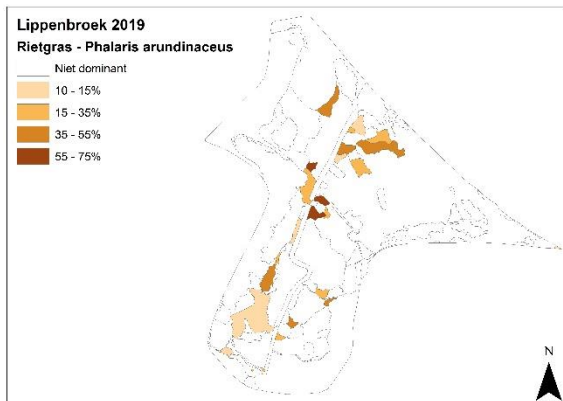 Lippenbroek 2019
Rietgras - Phalaris arundinaceus
Niet dominant
10 - 15%
15 - 35%
35 - 55%
55 - 75%
N